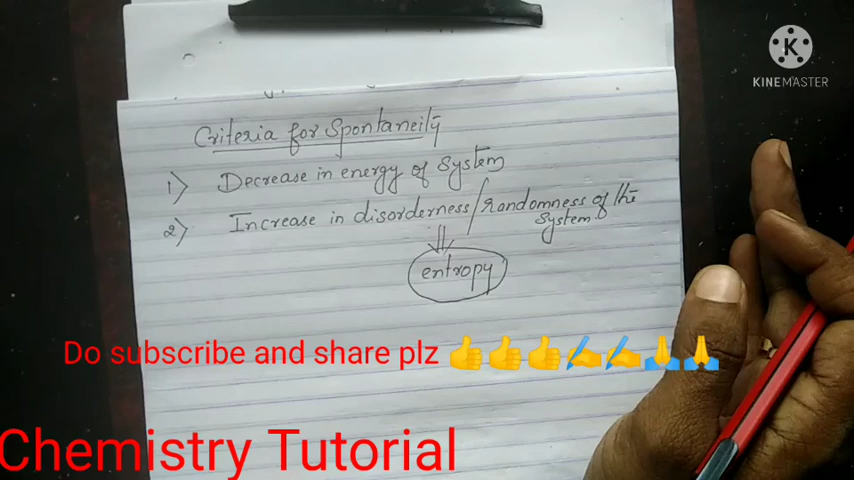 KINEMASTER
Criteria for Spontaneity
1) Decrease in energy of System
2) Increase in disorderness/randomness of the
System
entropy
Do subscribe and share plz 👍👍👍✍️✍️🙏🙏
Chemistry Tutorial